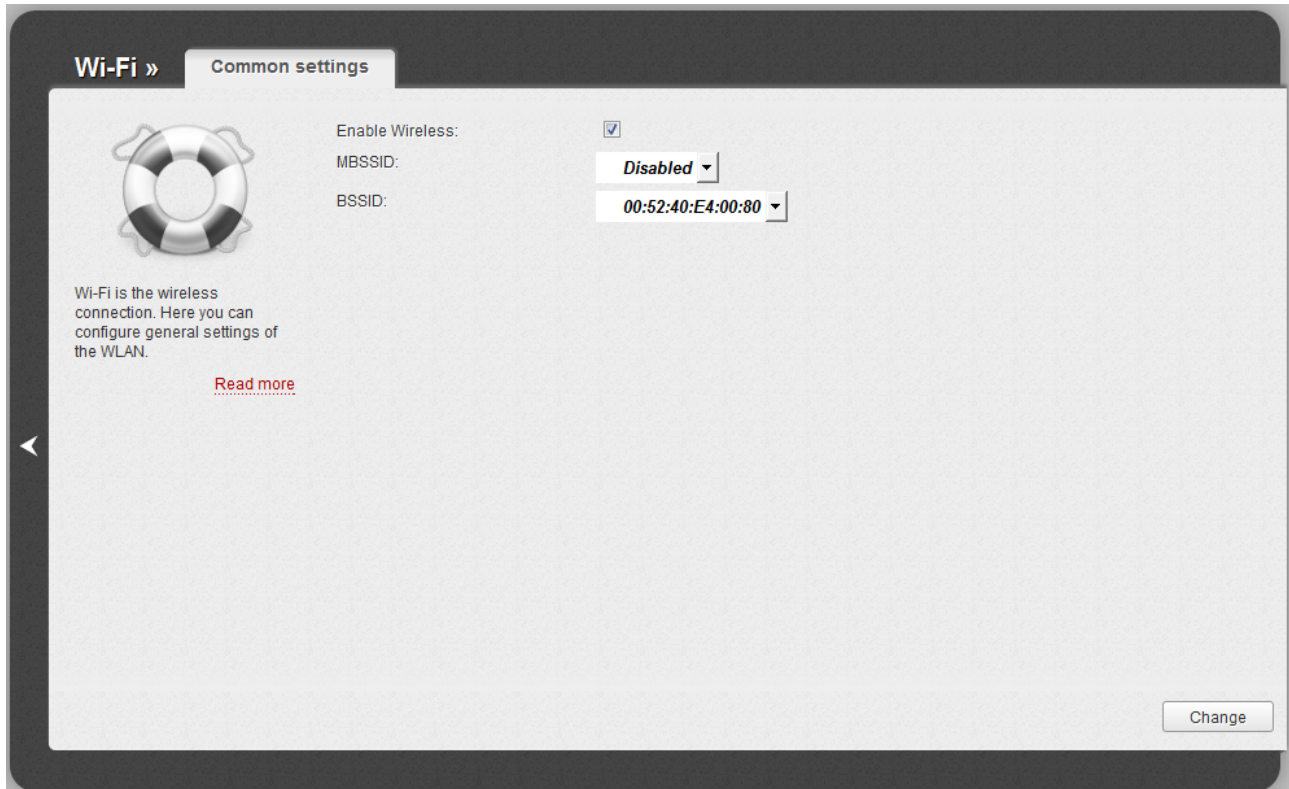 Wi-Fi »
Common settings
Enable Wireless:
MBSSID:
Disabled
BSSID:
00:52:40:E4:00:80
Wi-Fi is the wireless
connection. Here you can
configure general settings of
the WLAN.
Read more
Change